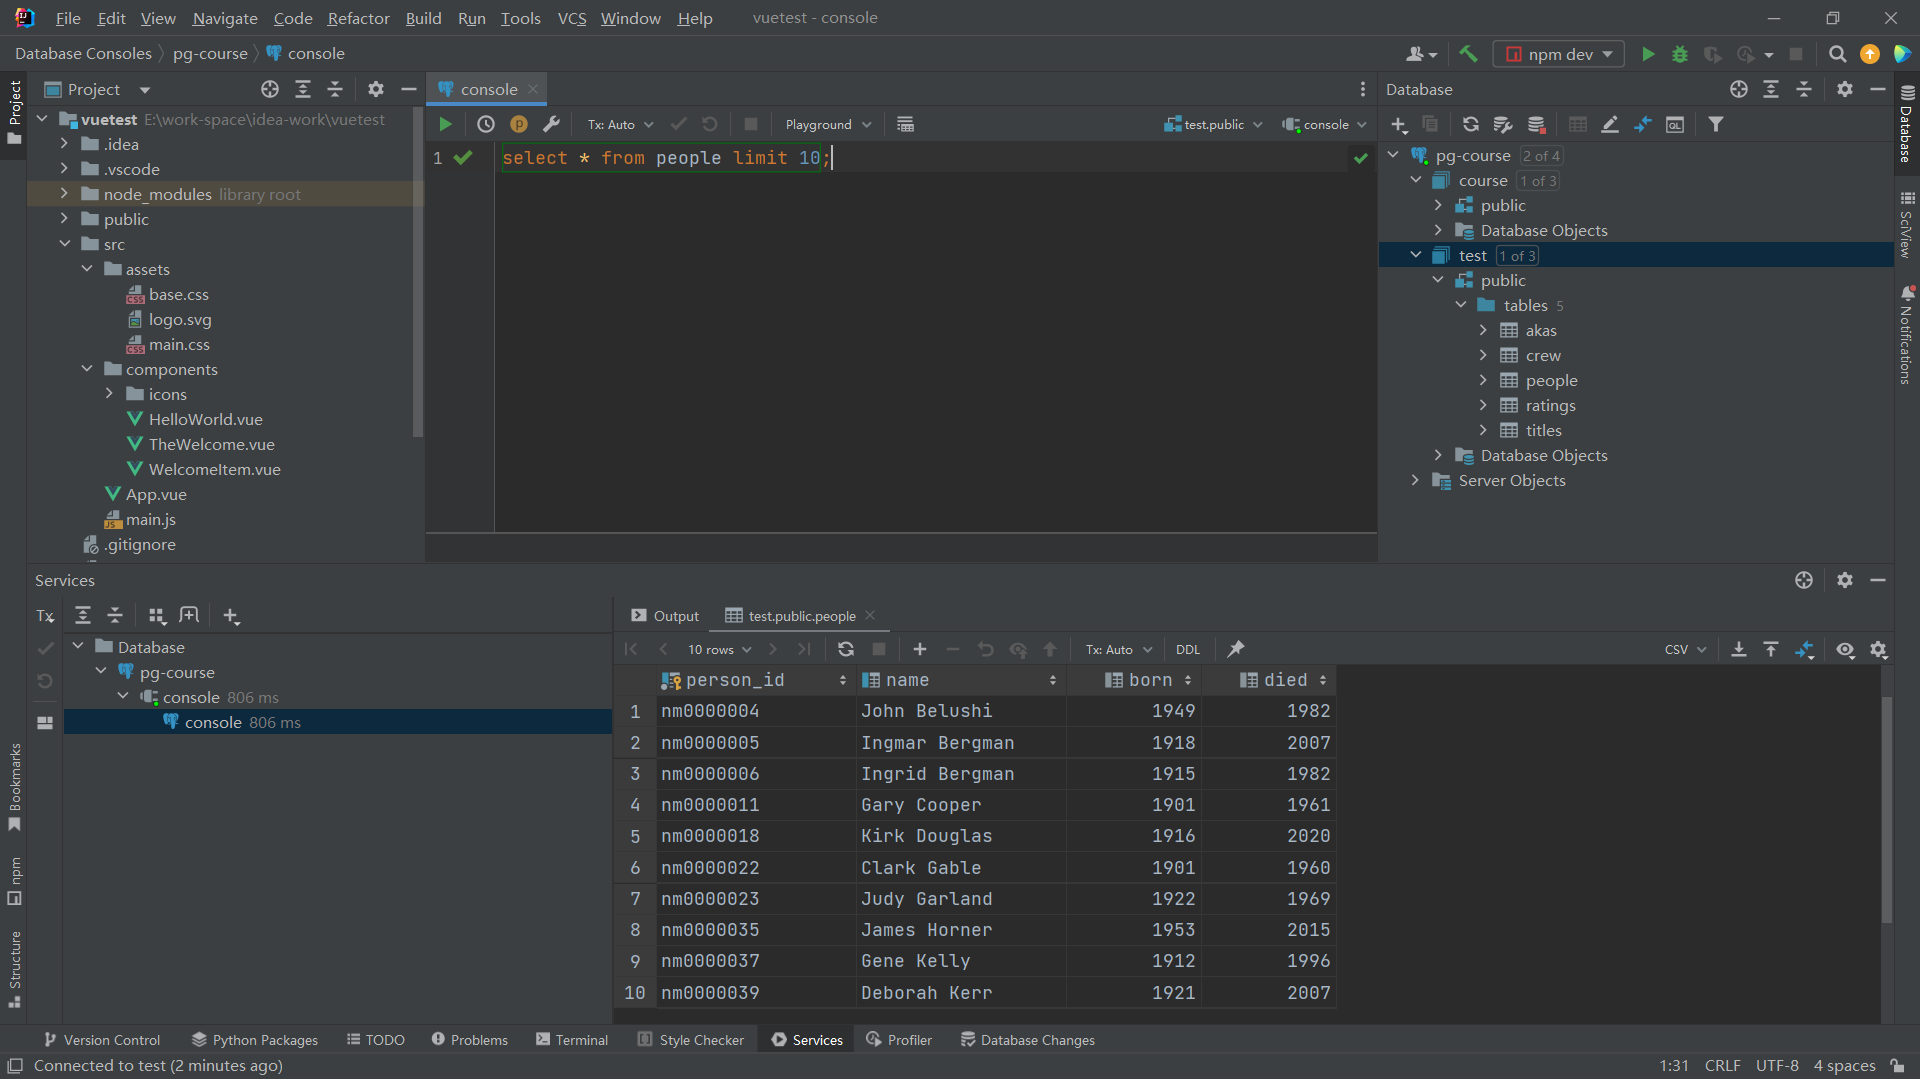 File Edit View Navigate Code Refactor Build Run Tools VCS Window Help vuetest - console
Database Consoles pg-course console
npm dev
Project
console
Database
vuetest E:\work-space\idea-work\vuetest
.idea
.vscode
node_modules library root
public
src
assets
base.css
logo.svg
main.css
components
icons
HelloWorld.vue
TheWelcome.vue
WelcomeItem.vue
App.vue
main.js
.gitignore
Tx: Auto Playground test.public console
1 select * from people limit 10;
pg-course 2 of 4
course 1 of 3
public
Database Objects
test 1 of 3
public
tables 5
akas
crew
people
ratings
titles
Database Objects
Server Objects
Project
Bookmarks
npm
Structure
Database
SciView
Notifications
Services
Tx
Database
pg-course
console 806 ms
console 806 ms
Output test.public.people
10 rows Tx: Auto DDL CSV
person_id name born died
1 nm0000004 John Belushi 1949 1982
2 nm0000005 Ingmar Bergman 1918 2007
3 nm0000006 Ingrid Bergman 1915 1982
4 nm0000011 Gary Cooper 1901 1961
5 nm0000018 Kirk Douglas 1916 2020
6 nm0000022 Clark Gable 1901 1960
7 nm0000023 Judy Garland 1922 1969
8 nm0000035 James Horner 1953 2015
9 nm0000037 Gene Kelly 1912 1996
10 nm0000039 Deborah Kerr 1921 2007
Version Control Python Packages TODO Problems Terminal Style Checker Services Profiler Database Changes
Connected to test (2 minutes ago) 1:31 CRLF UTF-8 4 spaces